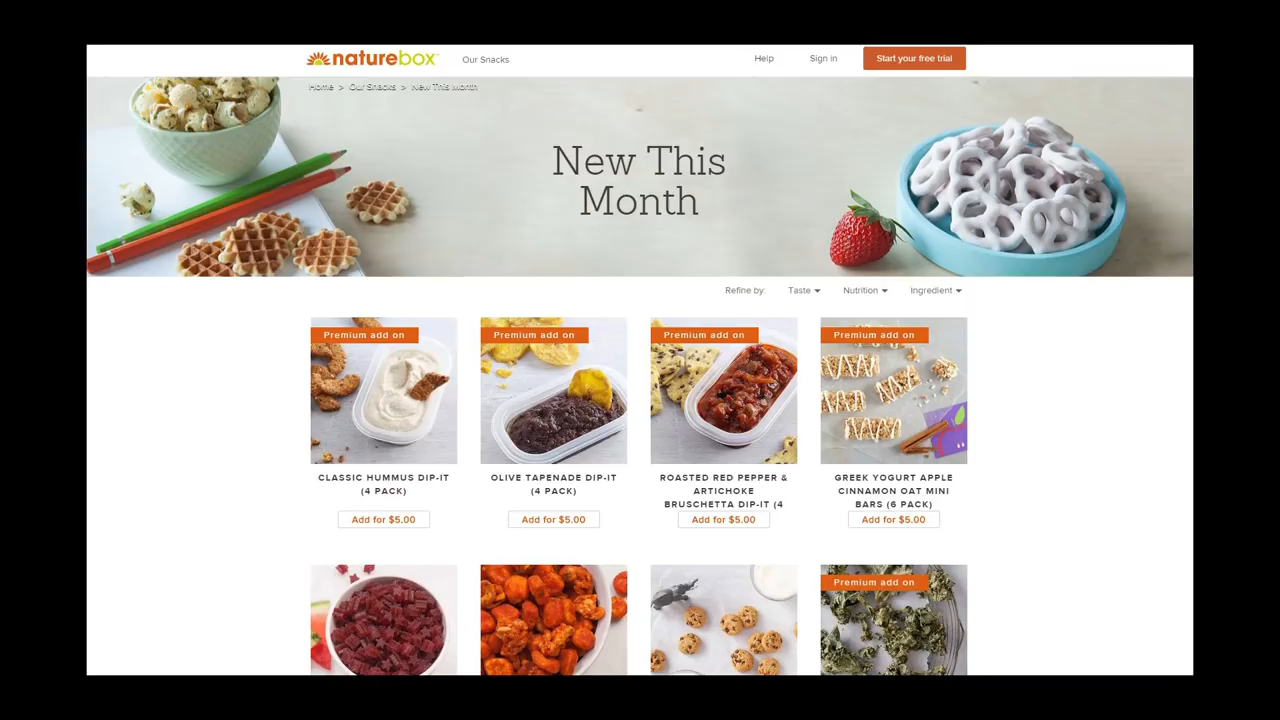 naturebox
Our Snacks
Help
Sign in
Start your free trial
Home > Our Snacks > New This Month
New This
Month
Refine by:
Taste
Nutrition
Ingredient
Premium add on
Premium add on
Premium add on
Premium add on
CLASSIC HUMMUS DIP-IT
(4 PACK)
Add for $5.00
OLIVE TAPENADE DIP-IT
(4 PACK)
Add for $5.00
ROASTED RED PEPPER &
ARTICHOKE
BRUSCHETTA DIP-IT (4
Add for $5.00
GREEK YOGURT APPLE
CINNAMON OAT MINI
BARS (6 PACK)
Add for $5.00
Premium add on